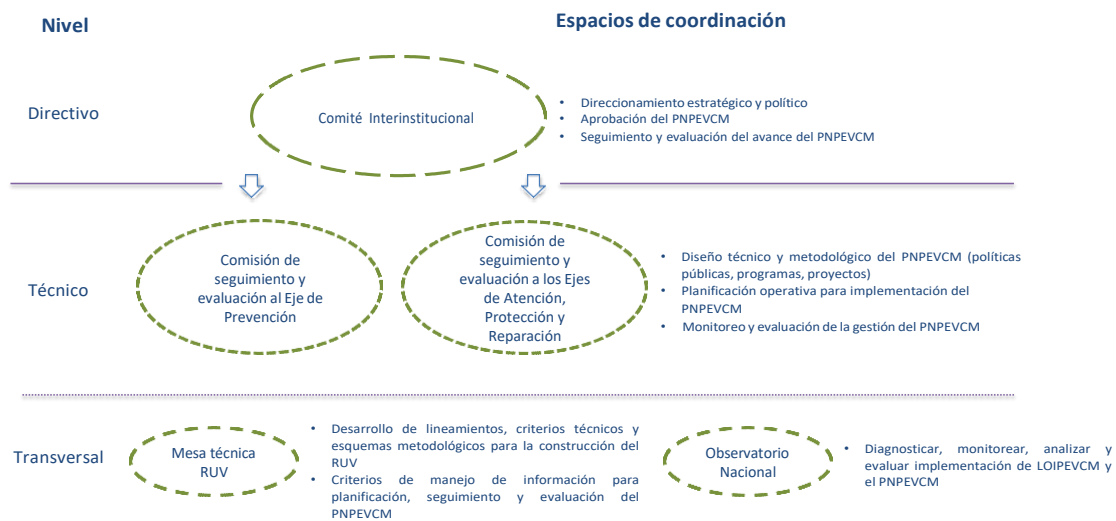 Nivel
Espacios de coordinación
Directivo
Comité Interinstitucional
• Direccionamiento estratégico y político
• Aprobación del PNPEVCM
• Seguimiento y evaluación del avance del PNPEVCM
Técnico
Comisión de
seguimiento y
evaluación al Eje de
Prevención
Comisión de
seguimiento y
evaluación a los Ejes
de Atención,
Protección y
Reparación
• Diseño técnico y metodológico del PNPEVCM (políticas
públicas, programas, proyectos)
• Planificación operativa para implementación del
PNPEVCM
• Monitoreo y evaluación de la gestión del PNPEVCM
Transversal
Mesa técnica
RUV
• Desarrollo de lineamientos, criterios técnicos y
esquemas metodológicos para la construcción del
RUV
• Criterios de manejo de información para
planificación, seguimiento y evaluación del
PNPEVCM
Observatorio
Nacional
• Diagnosticar, monitorear, analizar y
evaluar implementación de LOIPEVCM y
el PNPEVCM